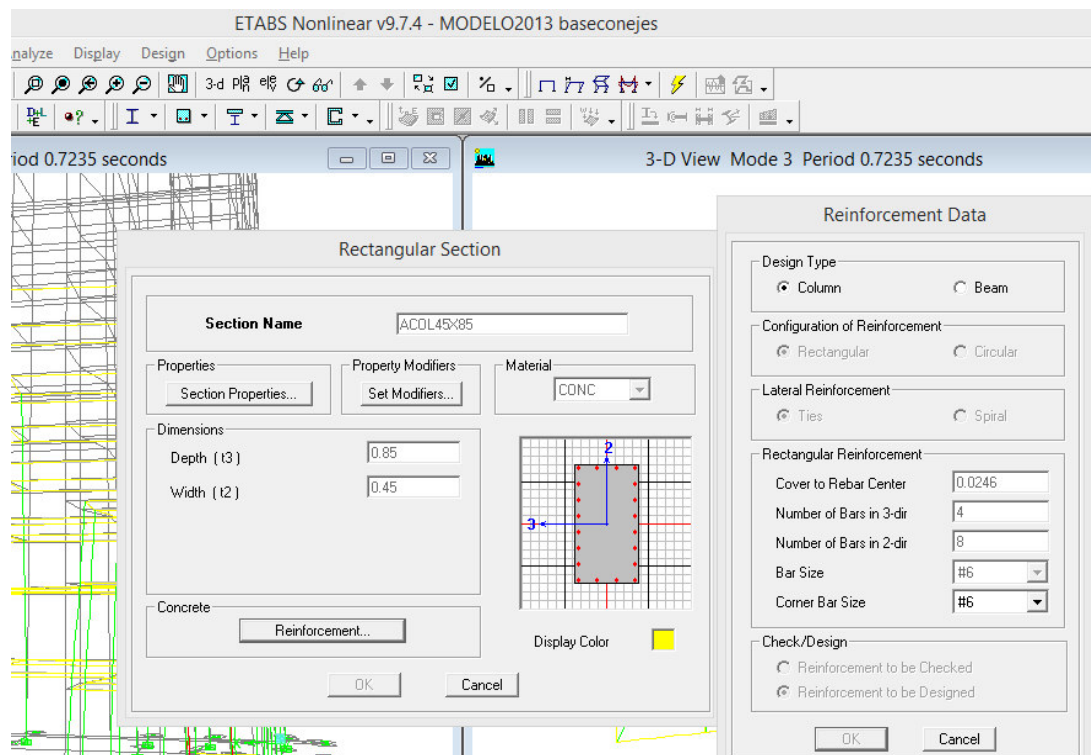 ETABS Nonlinear v9.7.4 - MODELO2013 baseconejes
nalyze Display Design Options Help
3-d
riod 0.7235 seconds
3-D View Mode 3 Period 0.7235 seconds
Rectangular Section
Section Name ACOL45X85
Properties
Section Properties...
Property Modifiers
Set Modifiers...
Material
CONC
Dimensions
Depth (t3) 0.85
Width (t2) 0.45
2
3
Concrete
Reinforcement...
Display Color
OK Cancel
Reinforcement Data
Design Type
Column Beam
Configuration of Reinforcement
Rectangular Circular
Lateral Reinforcement
Ties Spiral
Rectangular Reinforcement
Cover to Rebar Center 0.0246
Number of Bars in 3-dir 4
Number of Bars in 2-dir 8
Bar Size #6
Corner Bar Size #6
Check/Design
Reinforcement to be Checked
Reinforcement to be Designed
OK Cancel